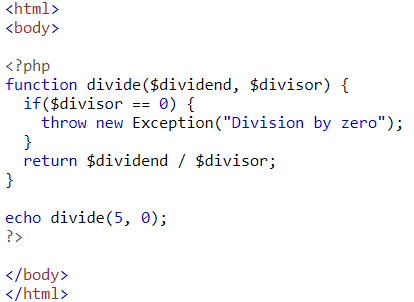 <html>
<body>

<?php
function divide($dividend, $divisor) {
  if($divisor == 0) {
    throw new Exception("Division by zero");
  }
  return $dividend / $divisor;
}

echo divide(5, 0);
?>

</body>
</html>